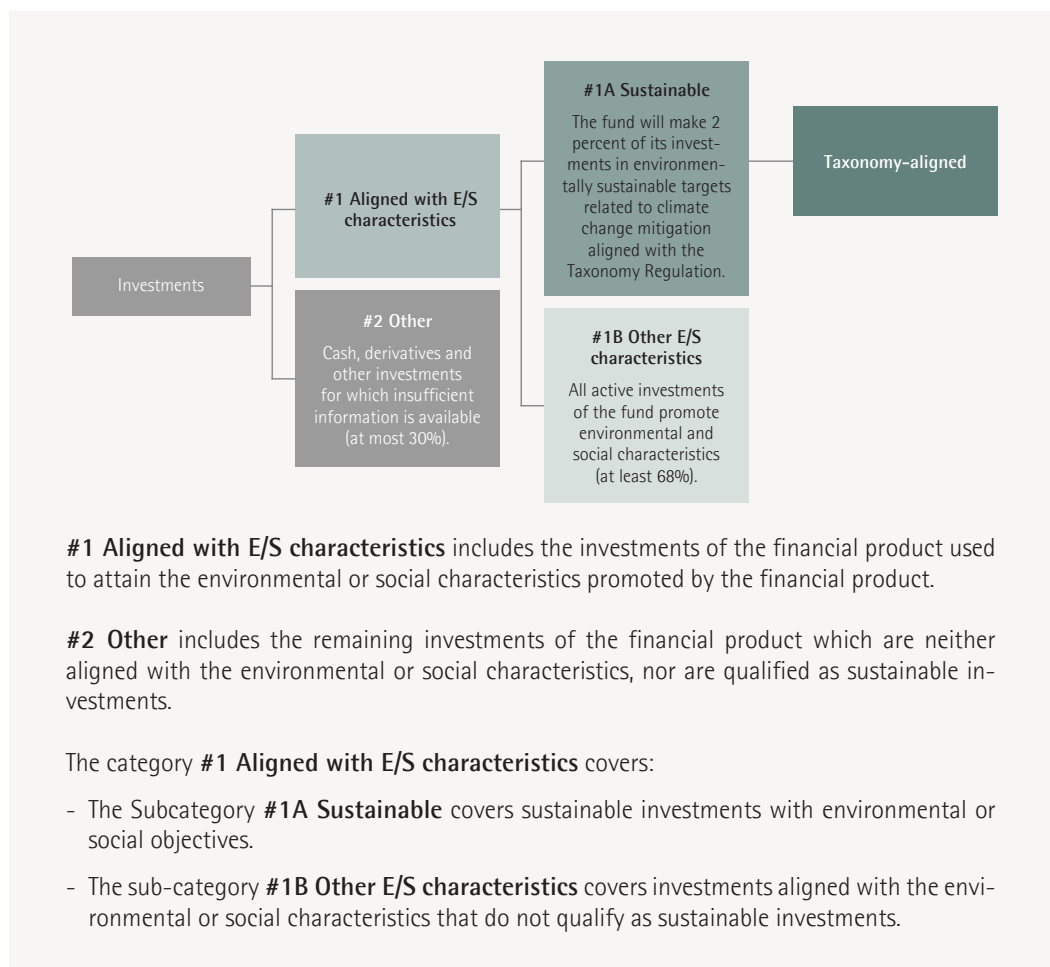 #1A Sustainable
The fund will make 2
percent of its invest-
ments in environmen-
tally sustainable targets
related to climate
change mitigation
aligned with the
Taxonomy Regulation.
Taxonomy-aligned
#1 Aligned with E/S
characteristics
Investments
#2 Other
Cash, derivatives and
other investments
for which insufficient
information is available
(at most 30%).
#1B Other E/S
characteristics
All active investments
of the fund promote
environmental and
social characteristics
(at least 68%).
#1 Aligned with E/S characteristics includes the investments of the financial product used
to attain the environmental or social characteristics promoted by the financial product.
#2 Other includes the remaining investments of the financial product which are neither
aligned with the environmental or social characteristics, nor are qualified as sustainable in-
vestments.
The category #1 Aligned with E/S characteristics covers:
- The Subcategory #1A Sustainable covers sustainable investments with environmental or
social objectives.
- The sub-category #1B Other E/S characteristics covers investments aligned with the envi-
ronmental or social characteristics that do not qualify as sustainable investments.